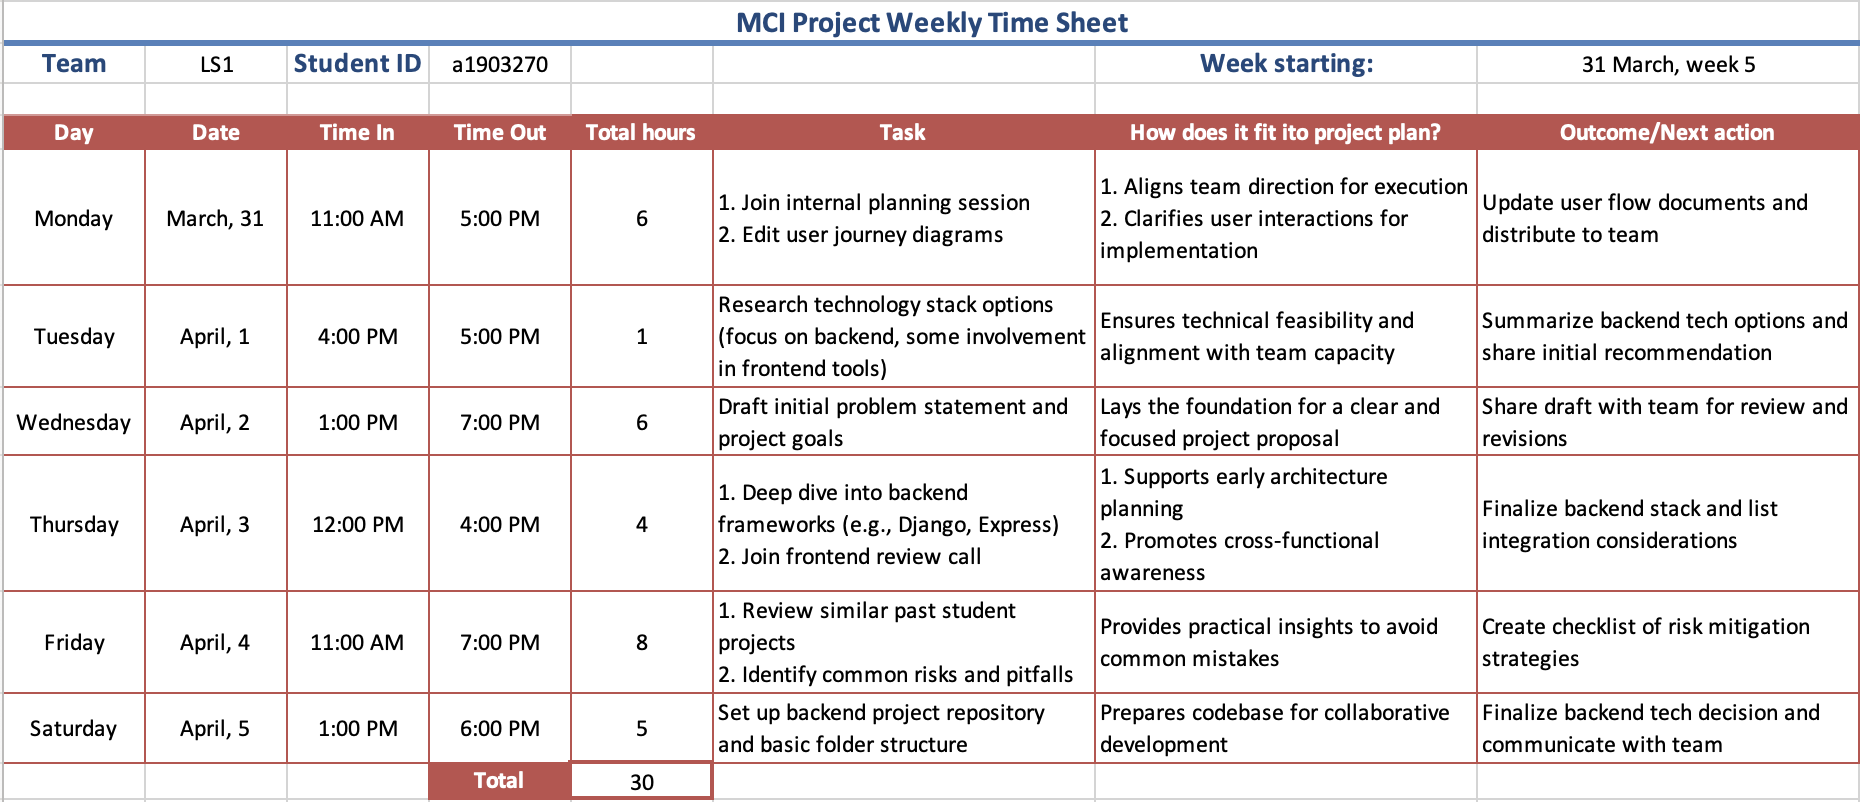 MCI Project Weekly Time Sheet
Team LS1 Student ID a1903270 Week starting: 31 March, week 5
Day Date Time In Time Out Total hours Task How does it fit ito project plan? Outcome/Next action
Monday March, 31 11:00 AM 5:00 PM 6
1. Join internal planning session
2. Edit user journey diagrams
1. Aligns team direction for execution
2. Clarifies user interactions for
implementation
Update user flow documents and
distribute to team
Tuesday April, 1 4:00 PM 5:00 PM 1
Research technology stack options
(focus on backend, some involvement
in frontend tools)
Ensures technical feasibility and
alignment with team capacity
Summarize backend tech options and
share initial recommendation
Wednesday April, 2 1:00 PM 7:00 PM 6
Draft initial problem statement and
project goals
Lays the foundation for a clear and
focused project proposal
Share draft with team for review and
revisions
Thursday April, 3 12:00 PM 4:00 PM 4
1. Deep dive into backend
frameworks (e.g., Django, Express)
2. Join frontend review call
1. Supports early architecture
planning
2. Promotes cross-functional
awareness
Finalize backend stack and list
integration considerations
Friday April, 4 11:00 AM 7:00 PM 8
1. Review similar past student
projects
2. Identify common risks and pitfalls
Provides practical insights to avoid
common mistakes
Create checklist of risk mitigation
strategies
Saturday April, 5 1:00 PM 6:00 PM 5
Set up backend project repository
and basic folder structure
Prepares codebase for collaborative
development
Finalize backend tech decision and
communicate with team
Total 30